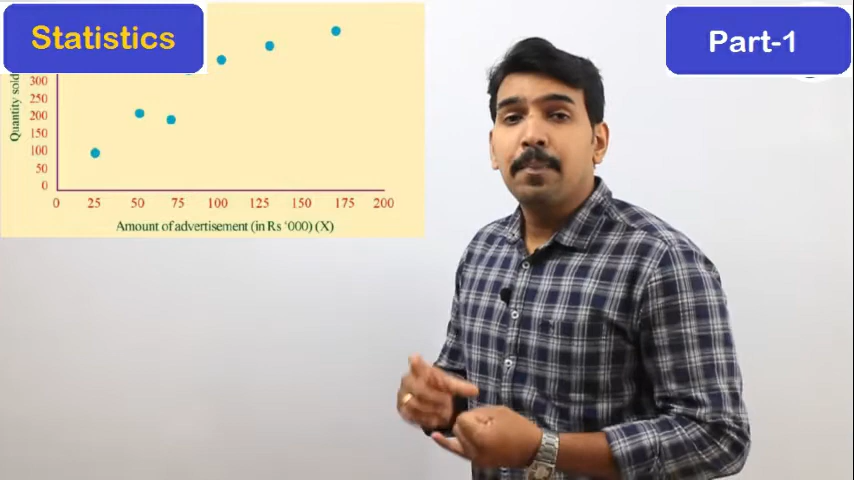 Statistics
Part-1
Quantity sold
300
250
200
150
100
50
0
0 25 50 75 100 125 150 175 200
Amount of advertisement (in Rs '000) (X)